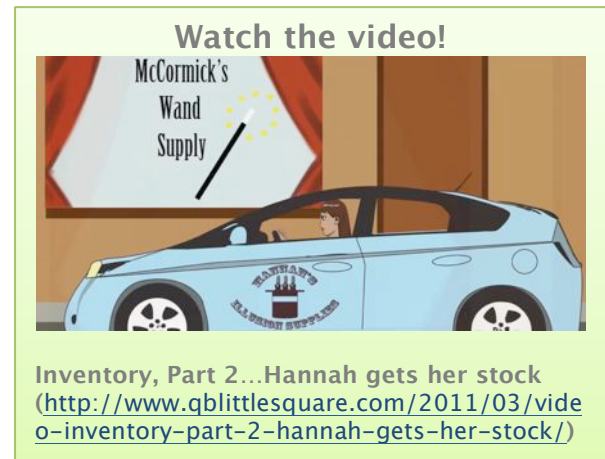 Watch the video!
McCormick's
Wand
Supply
HANNAH'S
ILLUSION SUPPLIES
Inventory, Part 2...Hannah gets her stock
(http://www.qblittlesquare.com/2011/03/vide
o-inventory-part-2-hannah-gets-her-stock/)